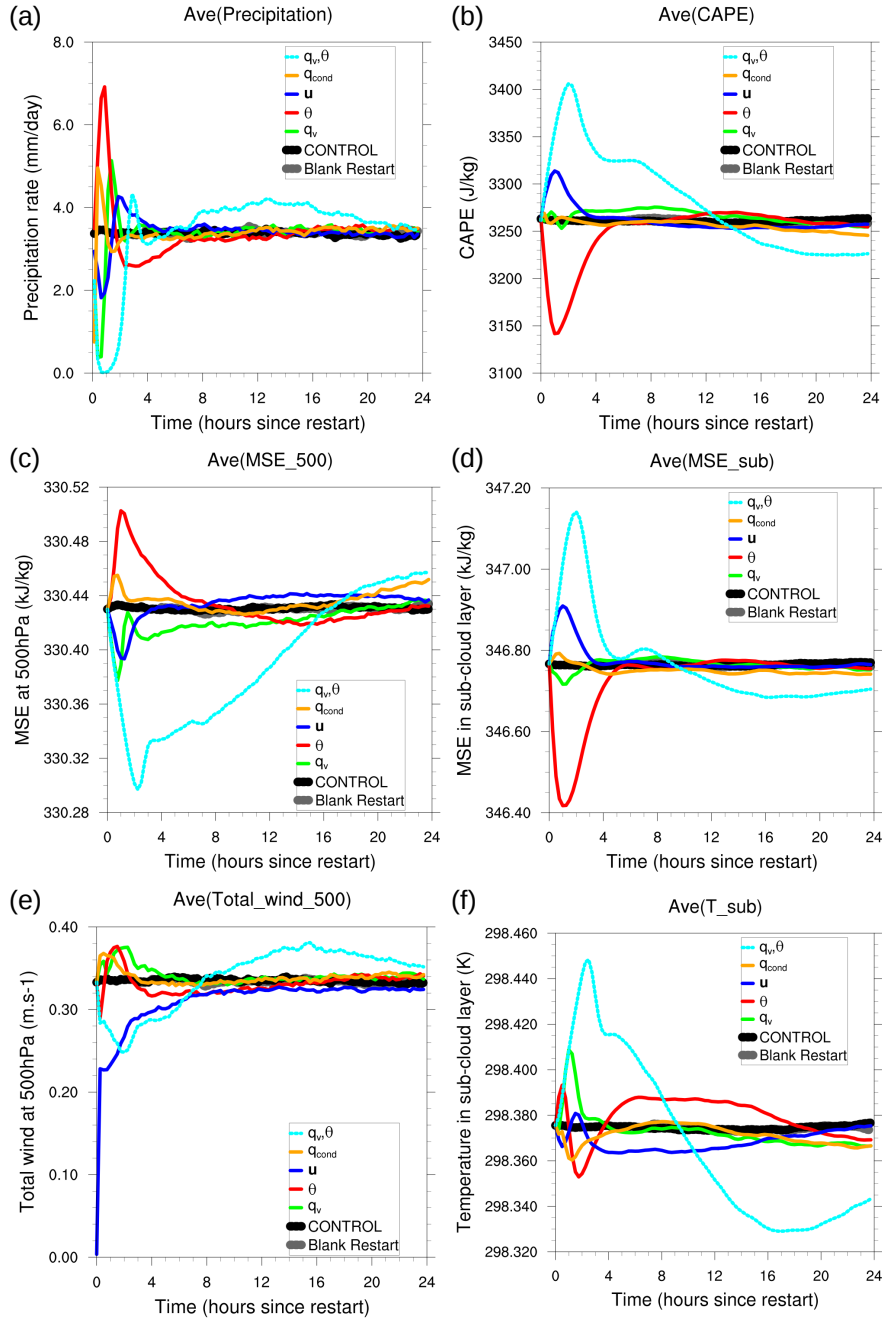 (a)
Ave(Precipitation)
Precipitation rate (mm/day)
8.0
6.0
4.0
2.0
0.0
qv,θ
qcond
u
θ
qv
CONTROL
Blank Restart
0 4 8 12 16 20 24
Time (hours since restart)
(b)
Ave(CAPE)
CAPE (J/kg)
3450
3400
3350
3300
3250
3200
3150
3100
qv,θ
qcond
u
θ
qv
CONTROL
Blank Restart
0 4 8 12 16 20 24
Time (hours since restart)
(c)
Ave(MSE_500)
MSE at 500hPa (kJ/kg)
330.52
330.48
330.44
330.40
330.36
330.32
330.28
qv,θ
qcond
u
θ
qv
CONTROL
Blank Restart
0 4 8 12 16 20 24
Time (hours since restart)
(d)
Ave(MSE_sub)
MSE in sub-cloud layer (kJ/kg)
347.20
347.00
346.80
346.60
346.40
qv,θ
qcond
u
θ
qv
CONTROL
Blank Restart
0 4 8 12 16 20 24
Time (hours since restart)
(e)
Ave(Total_wind_500)
Total wind at 500hPa (m.s-1)
0.40
0.30
0.20
0.10
0.00
qv,θ
qcond
u
θ
qv
CONTROL
Blank Restart
0 4 8 12 16 20 24
Time (hours since restart)
(f)
Ave(T_sub)
Temperature in sub-cloud layer (K)
298.460
298.440
298.420
298.400
298.380
298.360
298.340
298.320
qv,θ
qcond
u
θ
qv
CONTROL
Blank Restart
0 4 8 12 16 20 24
Time (hours since restart)